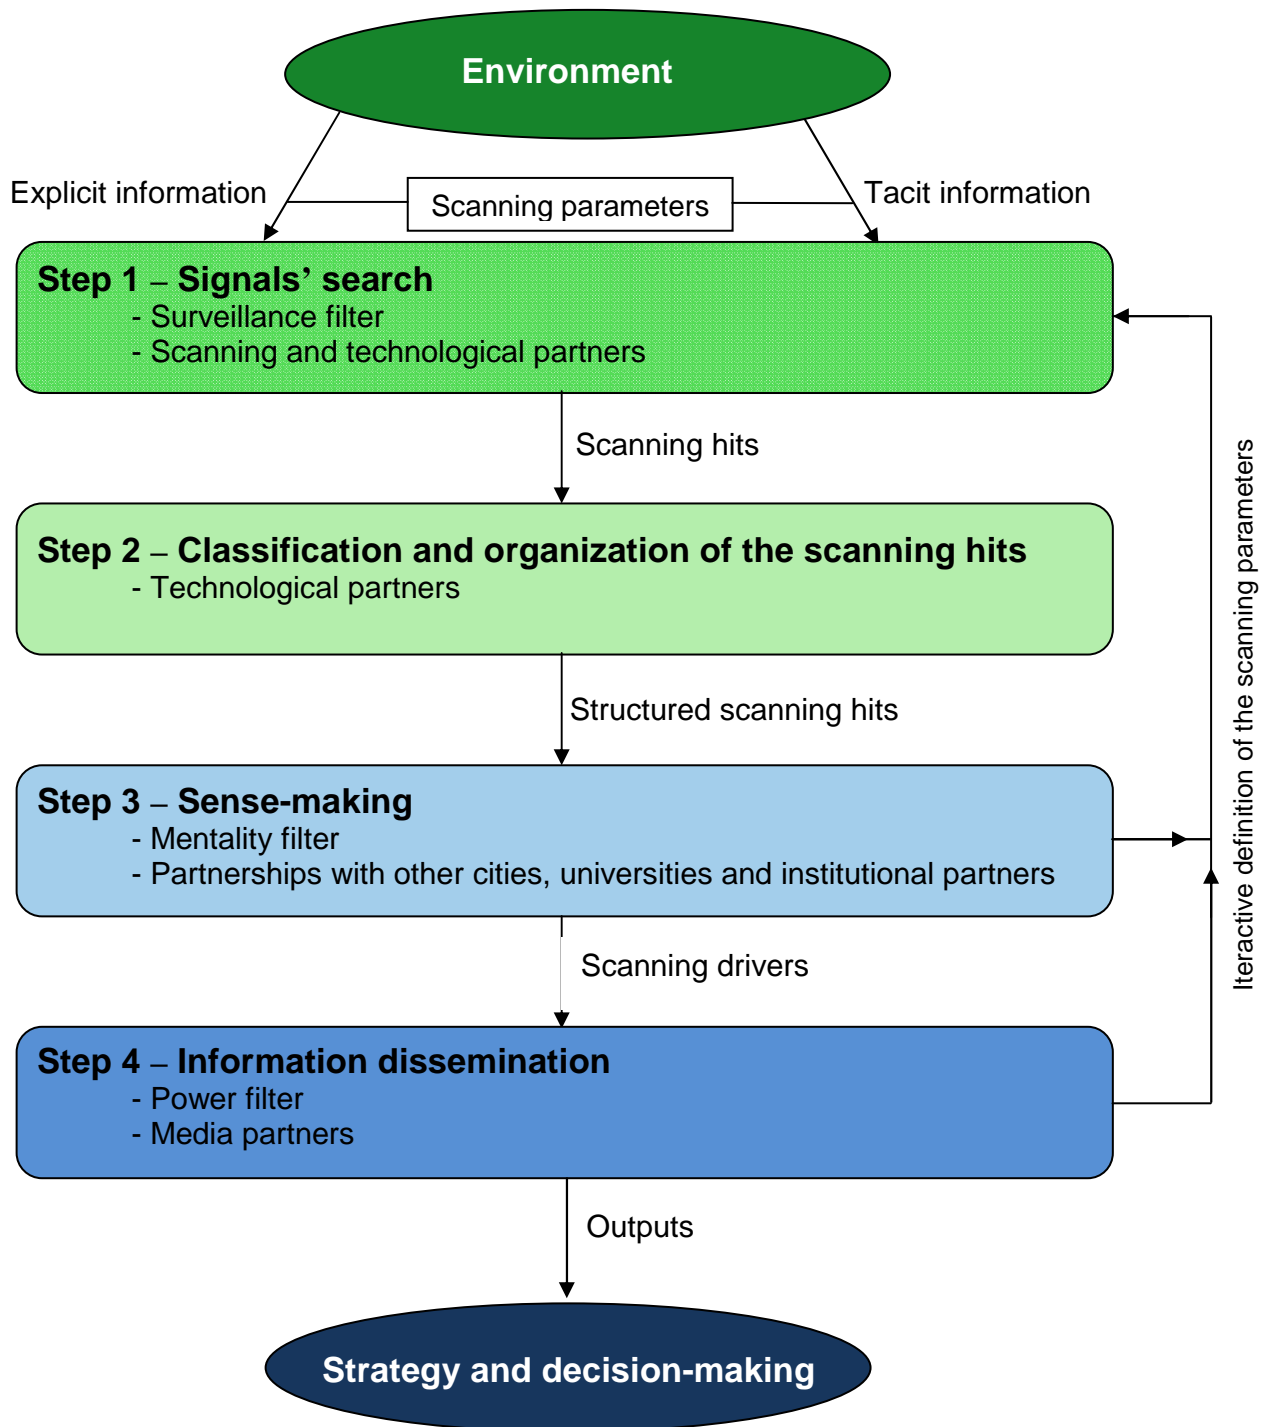 Environment
Explicit information
Scanning parameters
Tacit information
Step 1 – Signals’ search
- Surveillance filter
- Scanning and technological partners
Scanning hits
Step 2 – Classification and organization of the scanning hits
- Technological partners
Structured scanning hits
Step 3 – Sense-making
- Mentality filter
- Partnerships with other cities, universities and institutional partners
Scanning drivers
Step 4 – Information dissemination
- Power filter
- Media partners
Outputs
Strategy and decision-making
Iteractive definition of the scanning parameters